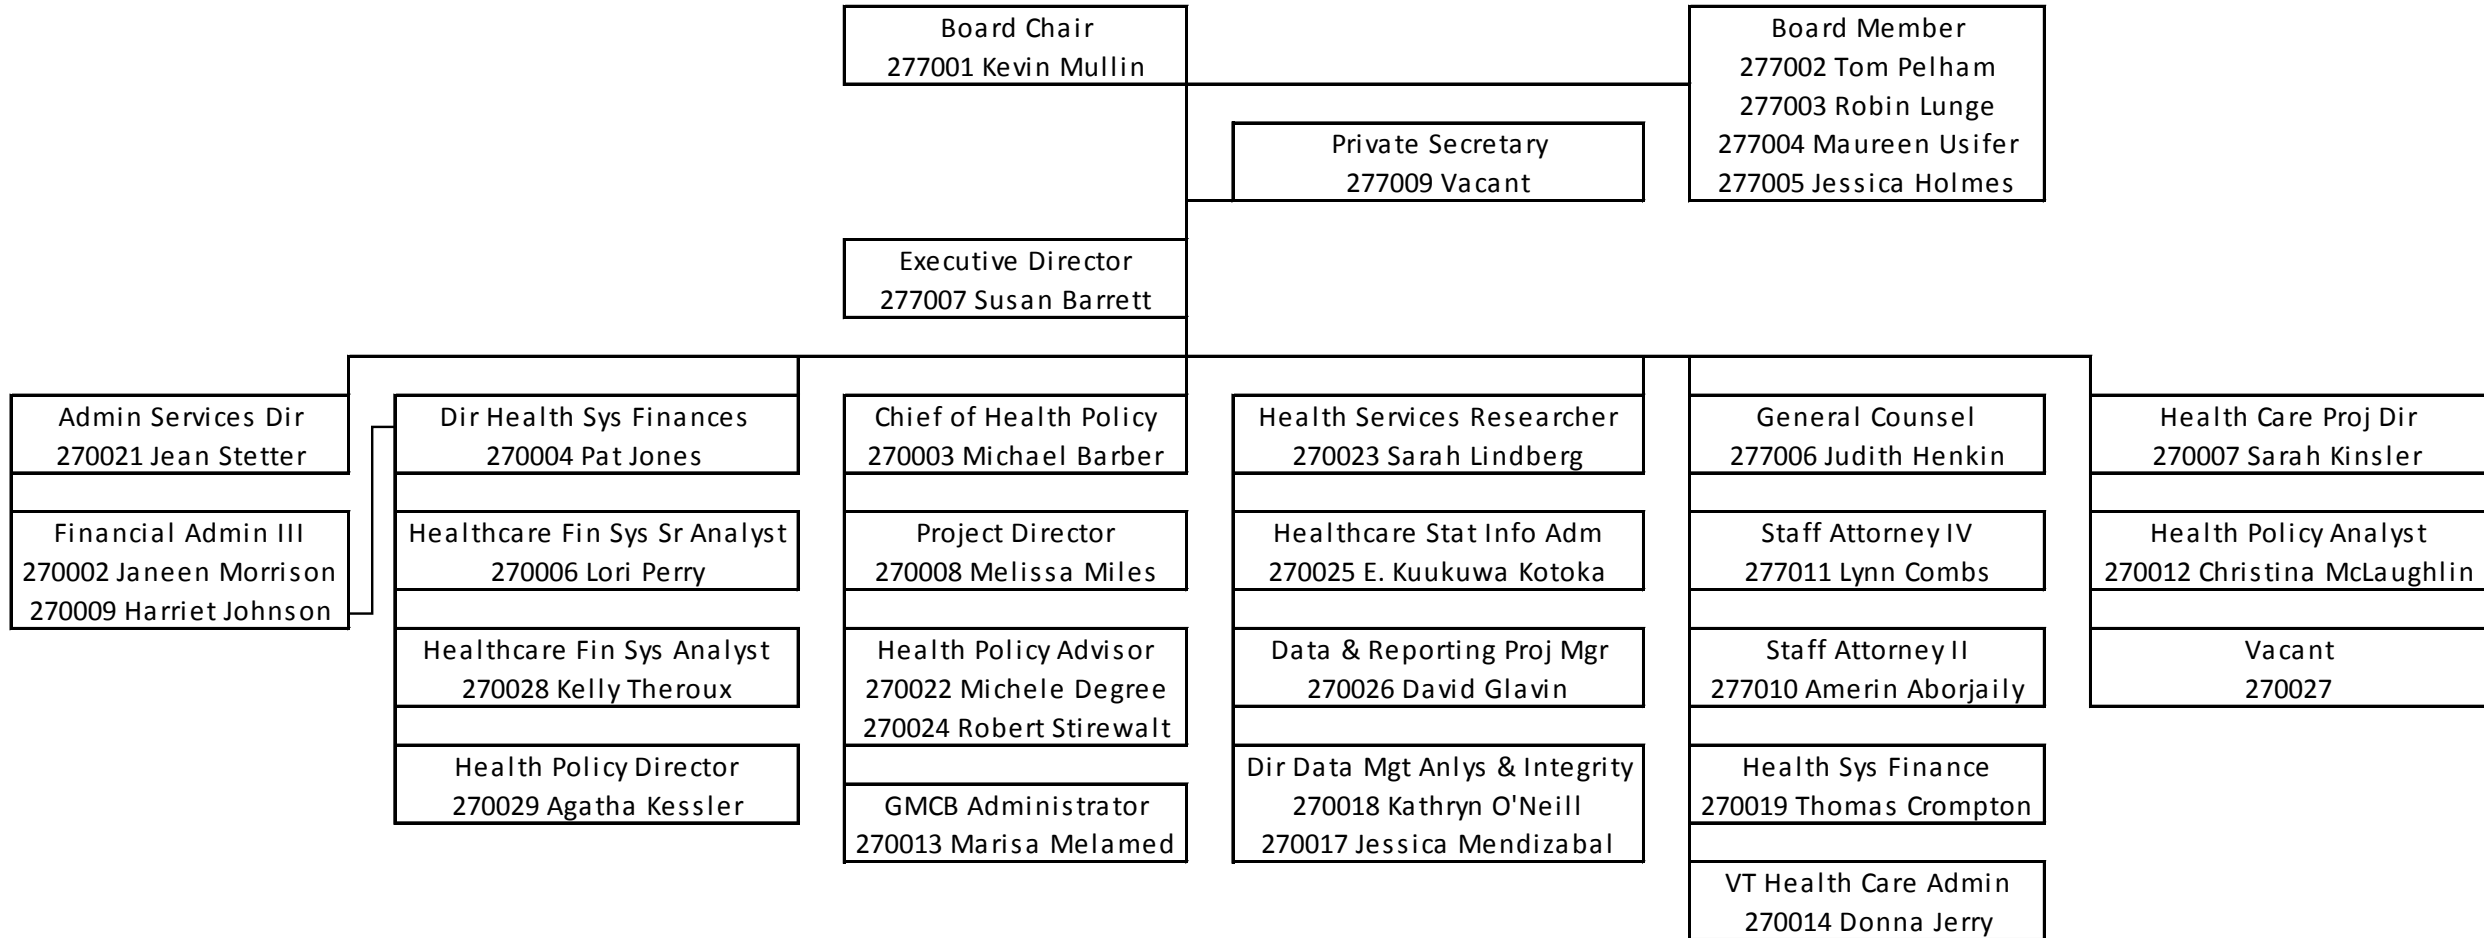 Board Chair
277001 Kevin Mullin
Board Member
277002 Tom Pelham
277003 Robin Lunge
277004 Maureen Usifer
277005 Jessica Holmes
Private Secretary
277009 Vacant
Executive Director
277007 Susan Barrett
Admin Services Dir
270021 Jean Stetter
Financial Admin III
270002 Janeen Morrison
270009 Harriet Johnson
Dir Health Sys Finances
270004 Pat Jones
Healthcare Fin Sys Sr Analyst
270006 Lori Perry
Healthcare Fin Sys Analyst
270028 Kelly Theroux
Health Policy Director
270029 Agatha Kessler
Chief of Health Policy
270003 Michael Barber
Project Director
270008 Melissa Miles
Health Policy Advisor
270022 Michele Degree
270024 Robert Stirewalt
GMCB Administrator
270013 Marisa Melamed
Health Services Researcher
270023 Sarah Lindberg
Healthcare Stat Info Adm
270025 E. Kuukuwa Kotoka
Data & Reporting Proj Mgr
270026 David Glavin
Dir Data Mgt Anlys & Integrity
270018 Kathryn O'Neill
270017 Jessica Mendizabal
General Counsel
277006 Judith Henkin
Staff Attorney IV
277011 Lynn Combs
Staff Attorney II
277010 Amerin Aborjaily
Health Sys Finance
270019 Thomas Crompton
VT Health Care Admin
270014 Donna Jerry
Health Care Proj Dir
270007 Sarah Kinsler
Health Policy Analyst
270012 Christina McLaughlin
Vacant
270027